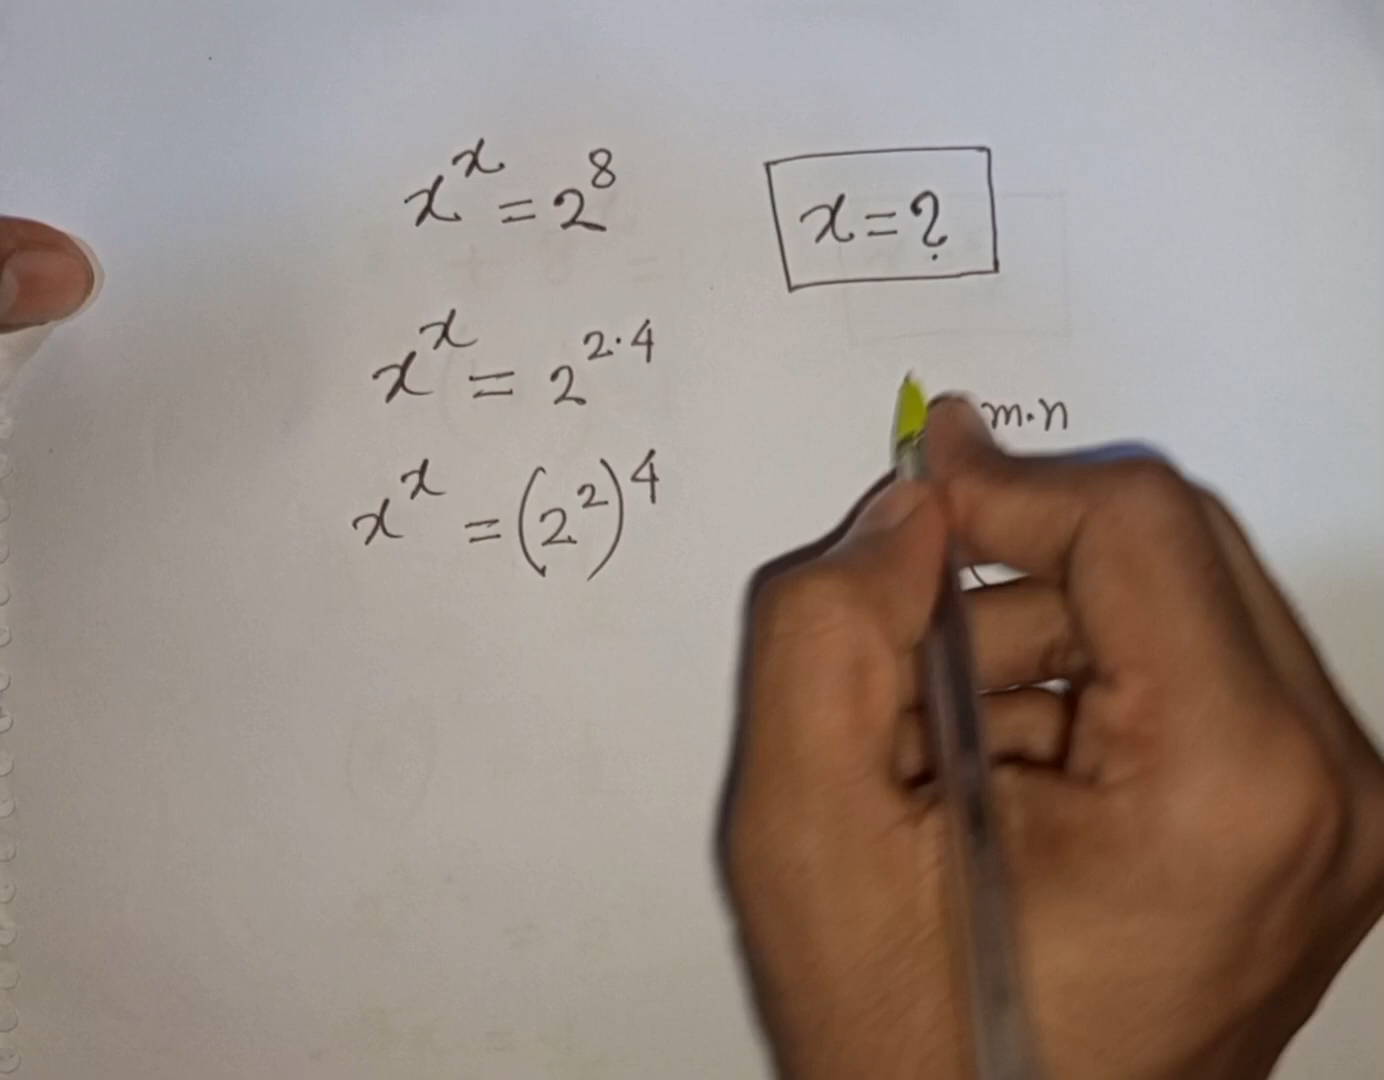 x^x = 2^8
x = ?
x^x = 2^{2·4}
m·n
x^x = (2^2)^4